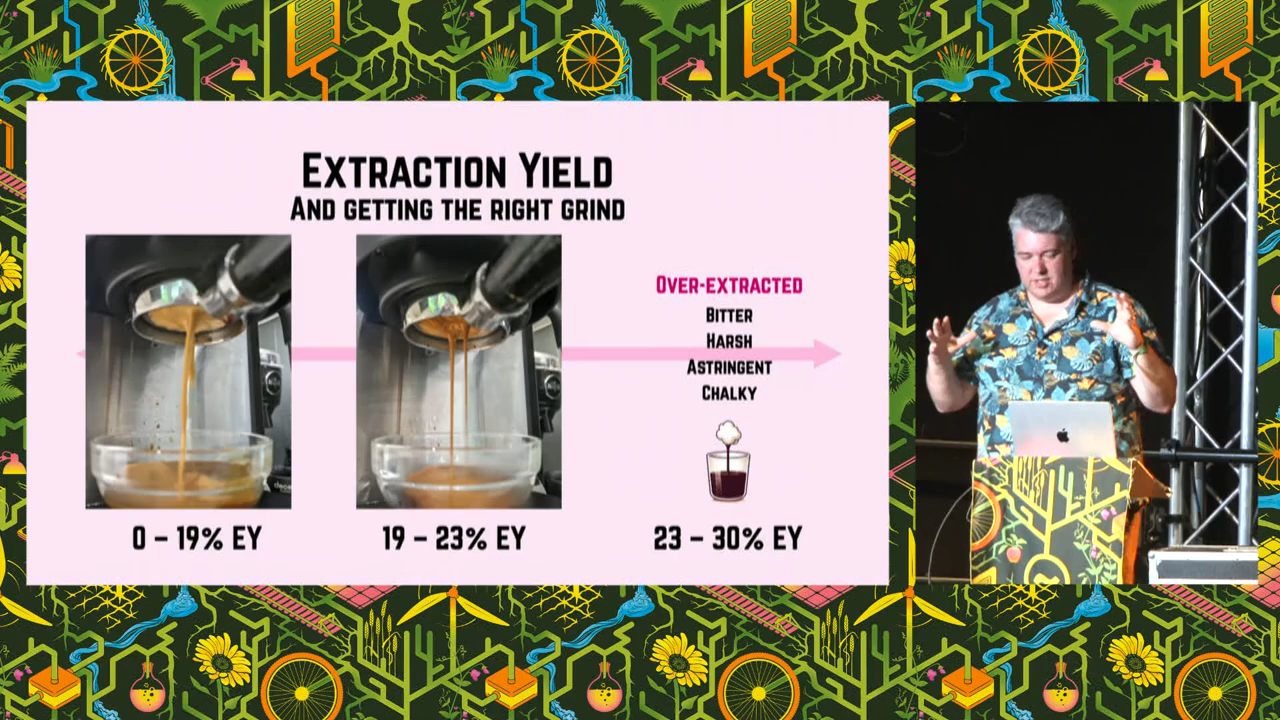 Extraction Yield
And getting the right grind
Over-extracted
Bitter
Harsh
Astringent
Chalky
0 – 19% EY
19 – 23% EY
23 – 30% EY